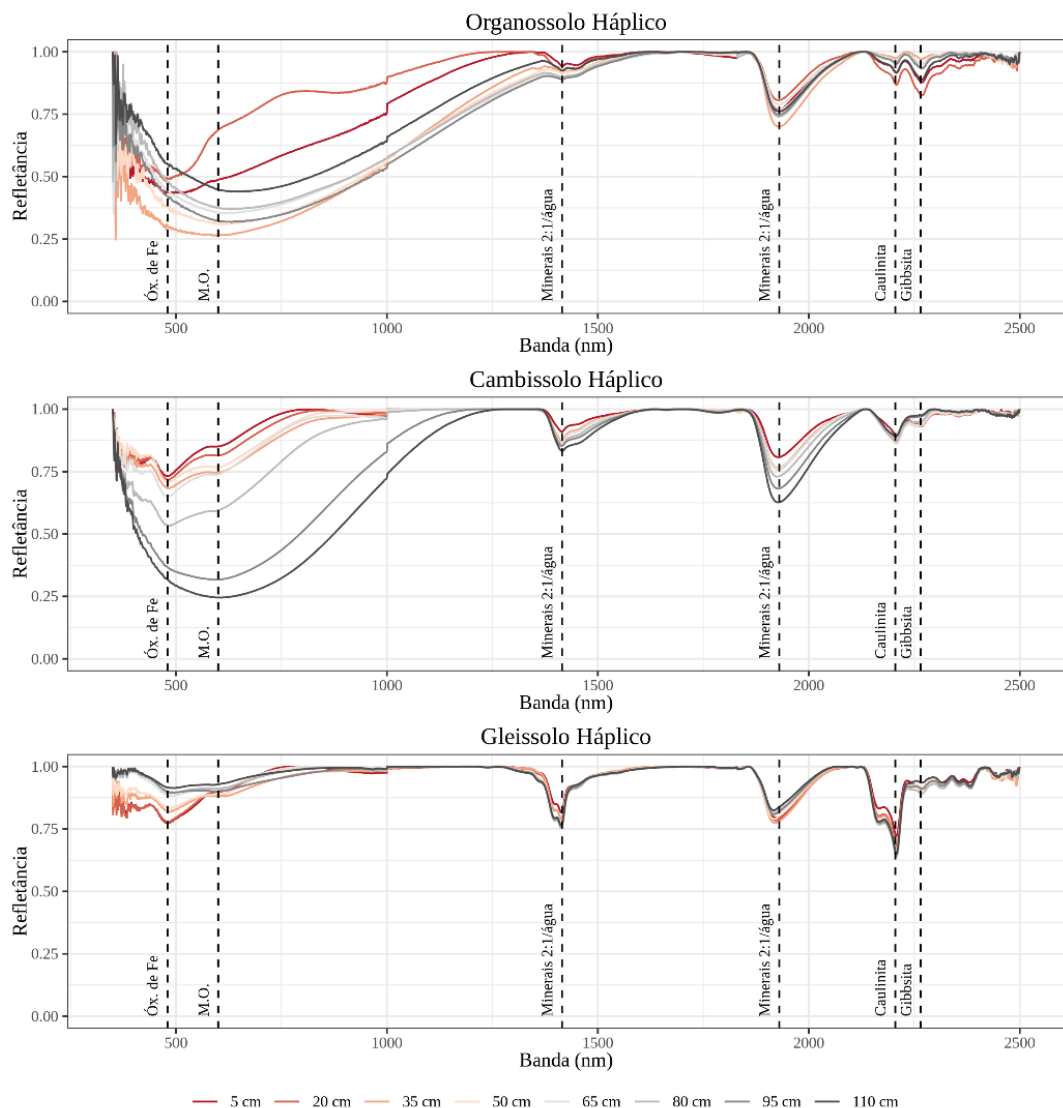 Organossolo Háplico
1.00
0.75
0.50
0.25
0.00
Refletância
Óx. de Fe
M.O.
Minerais 2:1/água
Minerais 2:1/água
Caulinita
Gibbsita
500 1000 1500 2000 2500
Banda (nm)
Cambissolo Háplico
1.00
0.75
0.50
0.25
0.00
Refletância
Óx. de Fe
M.O.
Minerais 2:1/água
Minerais 2:1/água
Caulinita
Gibbsita
500 1000 1500 2000 2500
Banda (nm)
Gleissolo Háplico
1.00
0.75
0.50
0.25
0.00
Refletância
Óx. de Fe
M.O.
Minerais 2:1/água
Minerais 2:1/água
Caulinita
Gibbsita
500 1000 1500 2000 2500
Banda (nm)
5 cm 20 cm 35 cm 50 cm 65 cm 80 cm 95 cm 110 cm